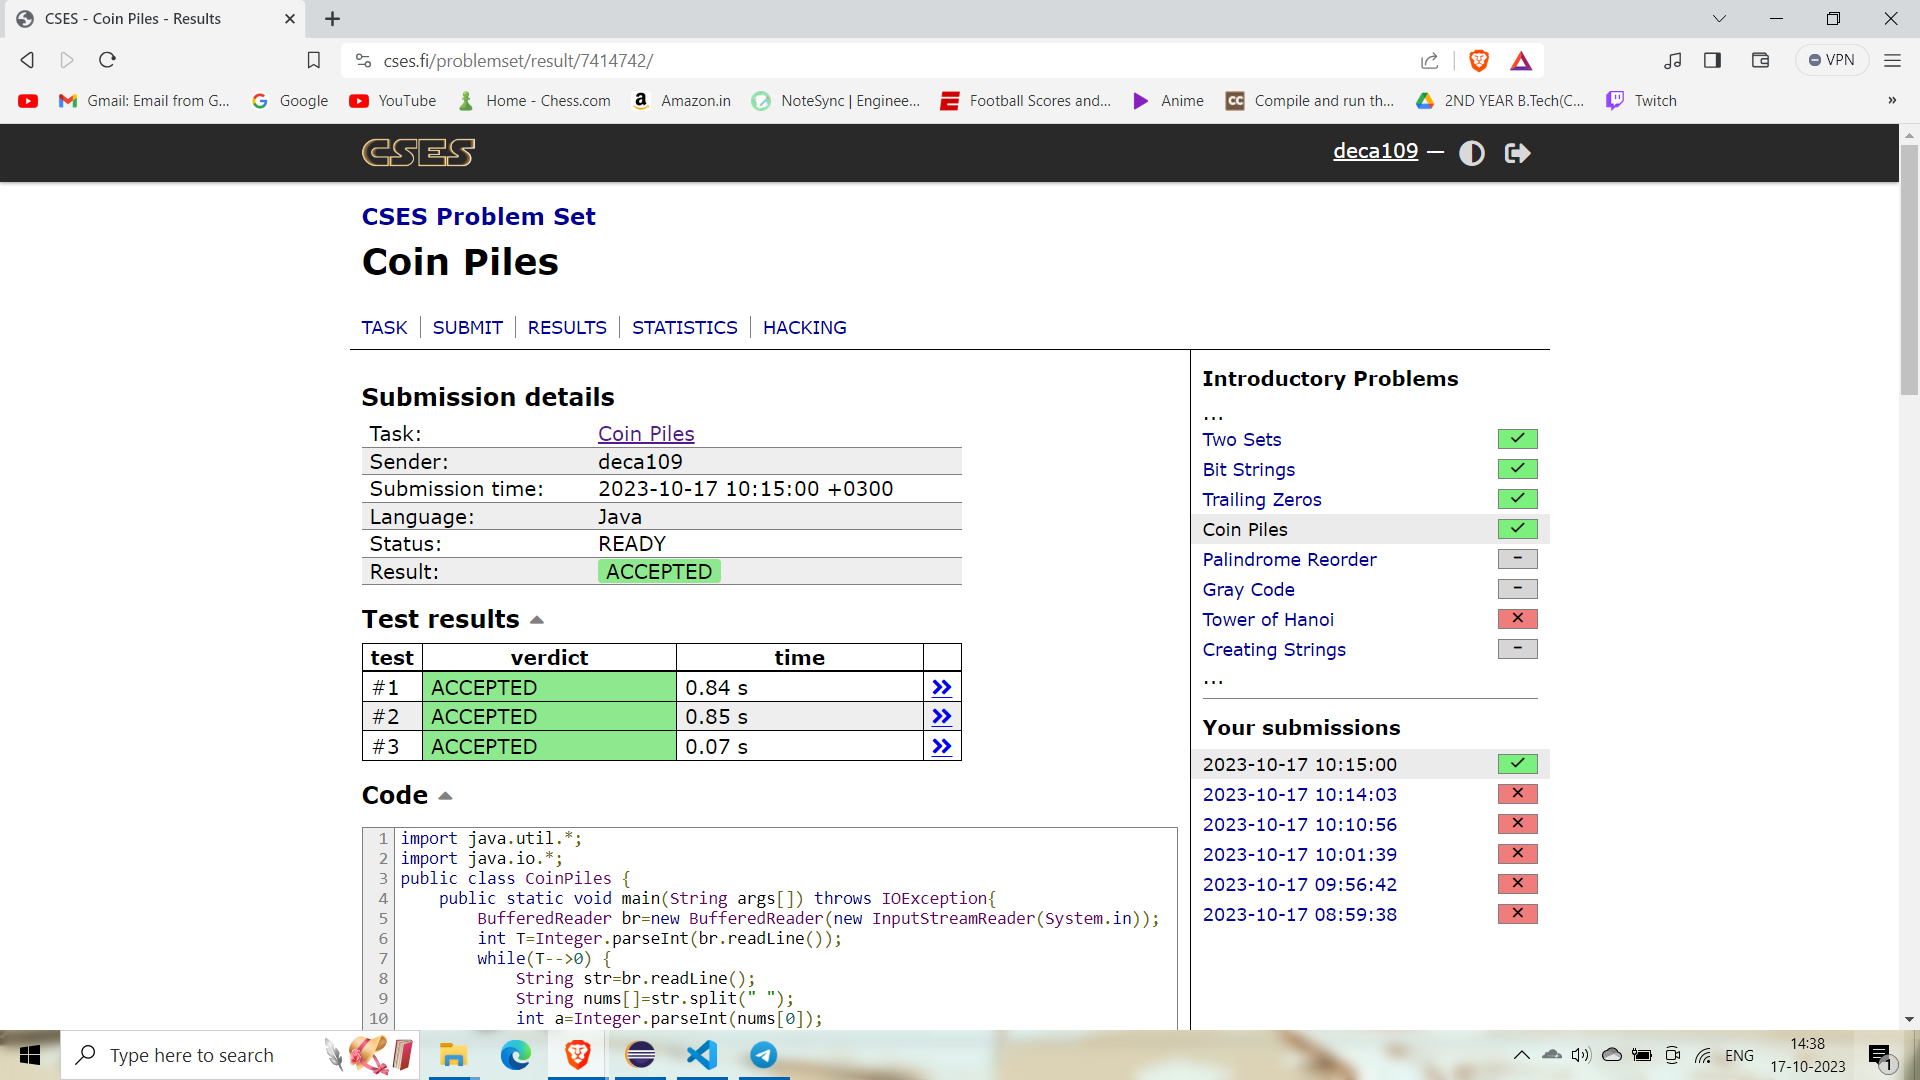 CSES - Coin Piles - Results
cses.fi/problemset/result/7414742/
VPN
Gmail: Email from G...
Google
YouTube
Home - Chess.com
Amazon.in
NoteSync | Enginee...
Football Scores and...
Anime
CC
Compile and run th...
2ND YEAR B.Tech(C...
Twitch
»
CSES
deca109 —
CSES Problem Set
Coin Piles
TASK
SUBMIT
RESULTS
STATISTICS
HACKING
Submission details
Task: Coin Piles
Sender: deca109
Submission time: 2023-10-17 10:15:00 +0300
Language: Java
Status: READY
Result: ACCEPTED
Test results
test verdict time
#1 ACCEPTED 0.84 s
#2 ACCEPTED 0.85 s
#3 ACCEPTED 0.07 s
Code
1 import java.util.*;
2 import java.io.*;
3 public class CoinPiles {
4 public static void main(String args[]) throws IOException{
5 BufferedReader br=new BufferedReader(new InputStreamReader(System.in));
6 int T=Integer.parseInt(br.readLine());
7 while(T-->0) {
8 String str=br.readLine();
9 String nums[]=str.split(" ");
10 int a=Integer.parseInt(nums[0]);
Introductory Problems
...
Two Sets
Bit Strings
Trailing Zeros
Coin Piles
Palindrome Reorder
Gray Code
Tower of Hanoi
Creating Strings
...
Your submissions
2023-10-17 10:15:00
2023-10-17 10:14:03
2023-10-17 10:10:56
2023-10-17 10:01:39
2023-10-17 09:56:42
2023-10-17 08:59:38
Type here to search
ENG
14:38
17-10-2023
1